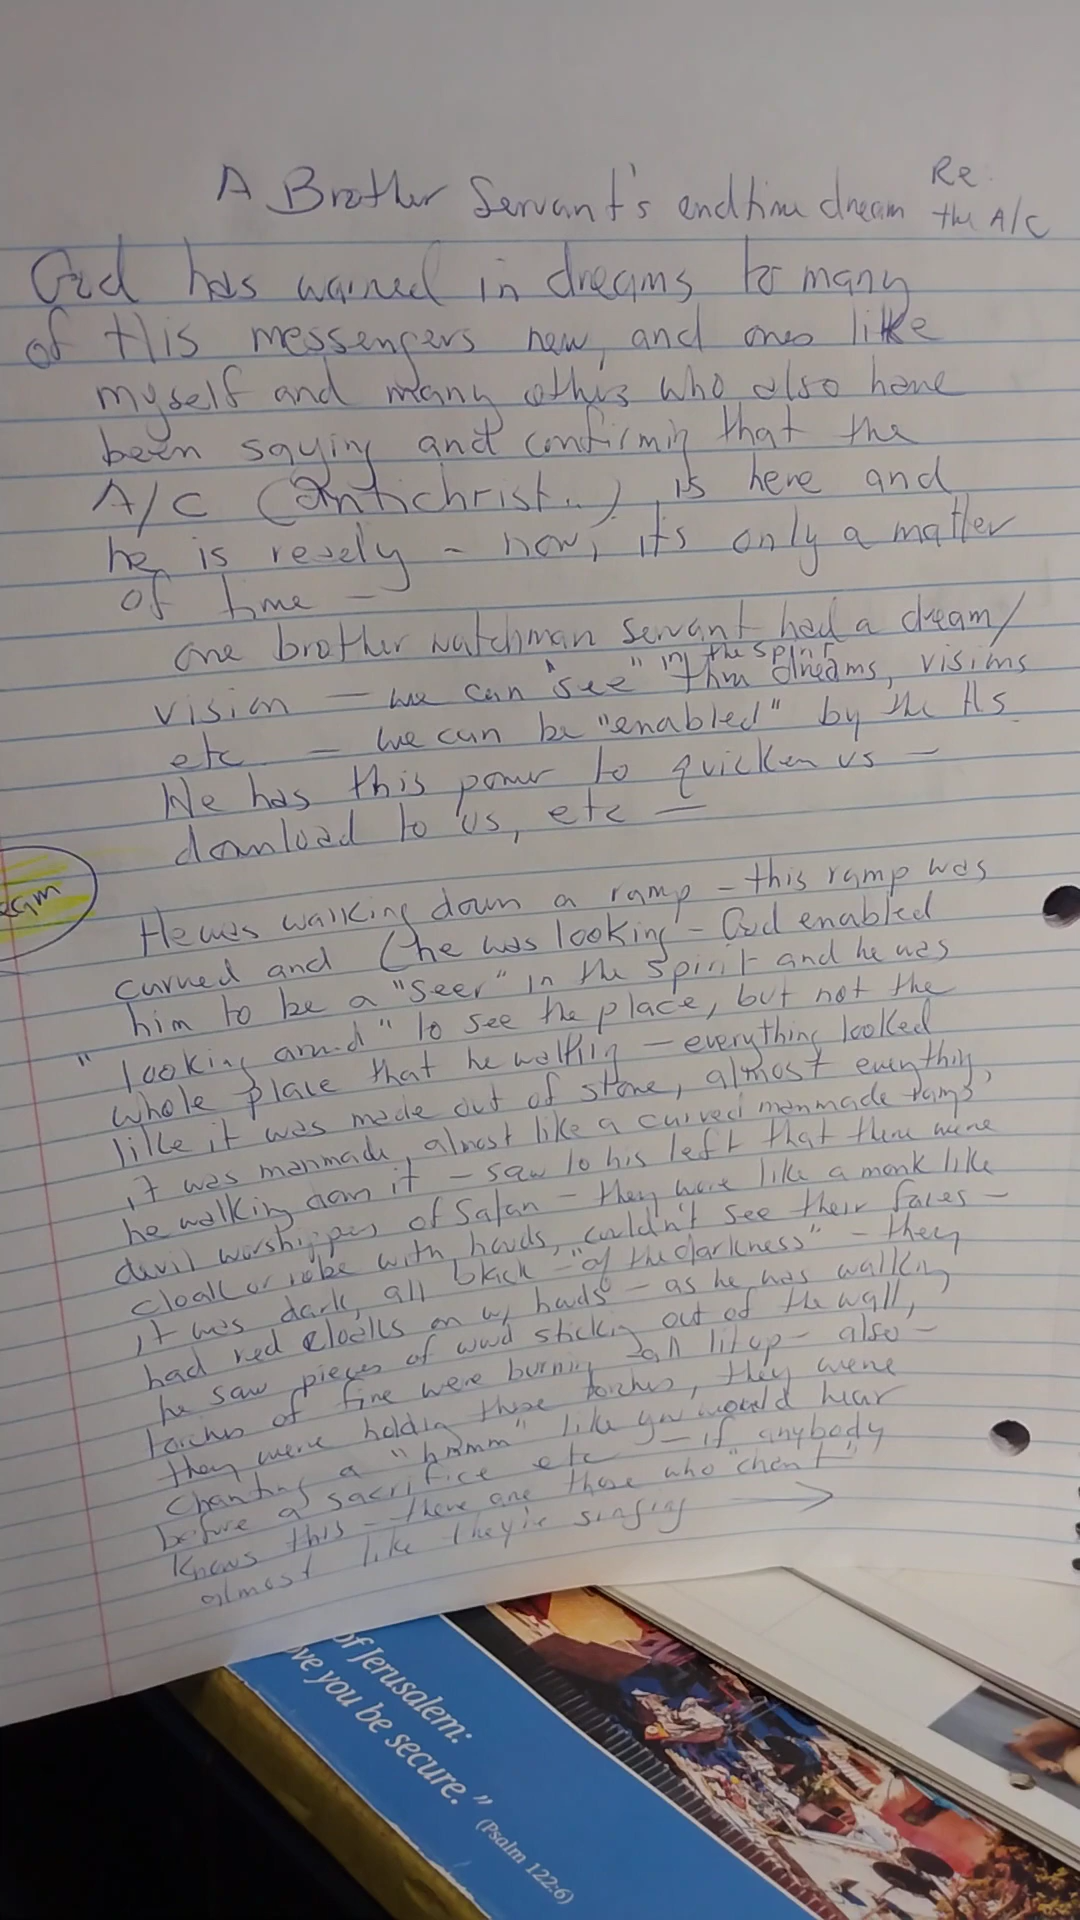 A Brother Servant's endtime dream Re: the A/C
God has warned in dreams to many
of His messengers now, and ones like
myself and many others who also have
been saying and confirmin that the
A/C (Antichrist..) is here and
he is ready - now, it's only a matter
of time -
one brother watchman servant had a dream/
vision - we can "see" in the spirit thru dreams, visions
etc - we can be "enabled" by the Hs.
He has this power to quicken us -
download to us, etc -
He was walking down a ramp - this ramp was
curved and (he was looking - God enabled
him to be a "seer" in the spirit and he was
"looking around" to see the place, but not the
whole place that he walking - everything looked
like it was made out of stone, almost everything,
it was manmade, almost like a curved manmade ramp
he walking down it - saw to his left that there were
devil worshippers of Satan - they were like a monk like
cloak or robe with hoods, couldn't see their faces -
it was dark, all black - "of the darkness" - they
had red cloaks on w/ hoods - as he was walking
he saw pieces of wood stickin out of the wall,
torches of fire were burning all lit up - also -
they were holding these torches, they were
chanting a "hmmm" like you would hear
before a sacrifice etc - if anybody
knows this - there are those who "chant"
almost like they're singing →
of Jerusalem:
ve you be secure."
(Psalm 122:6)